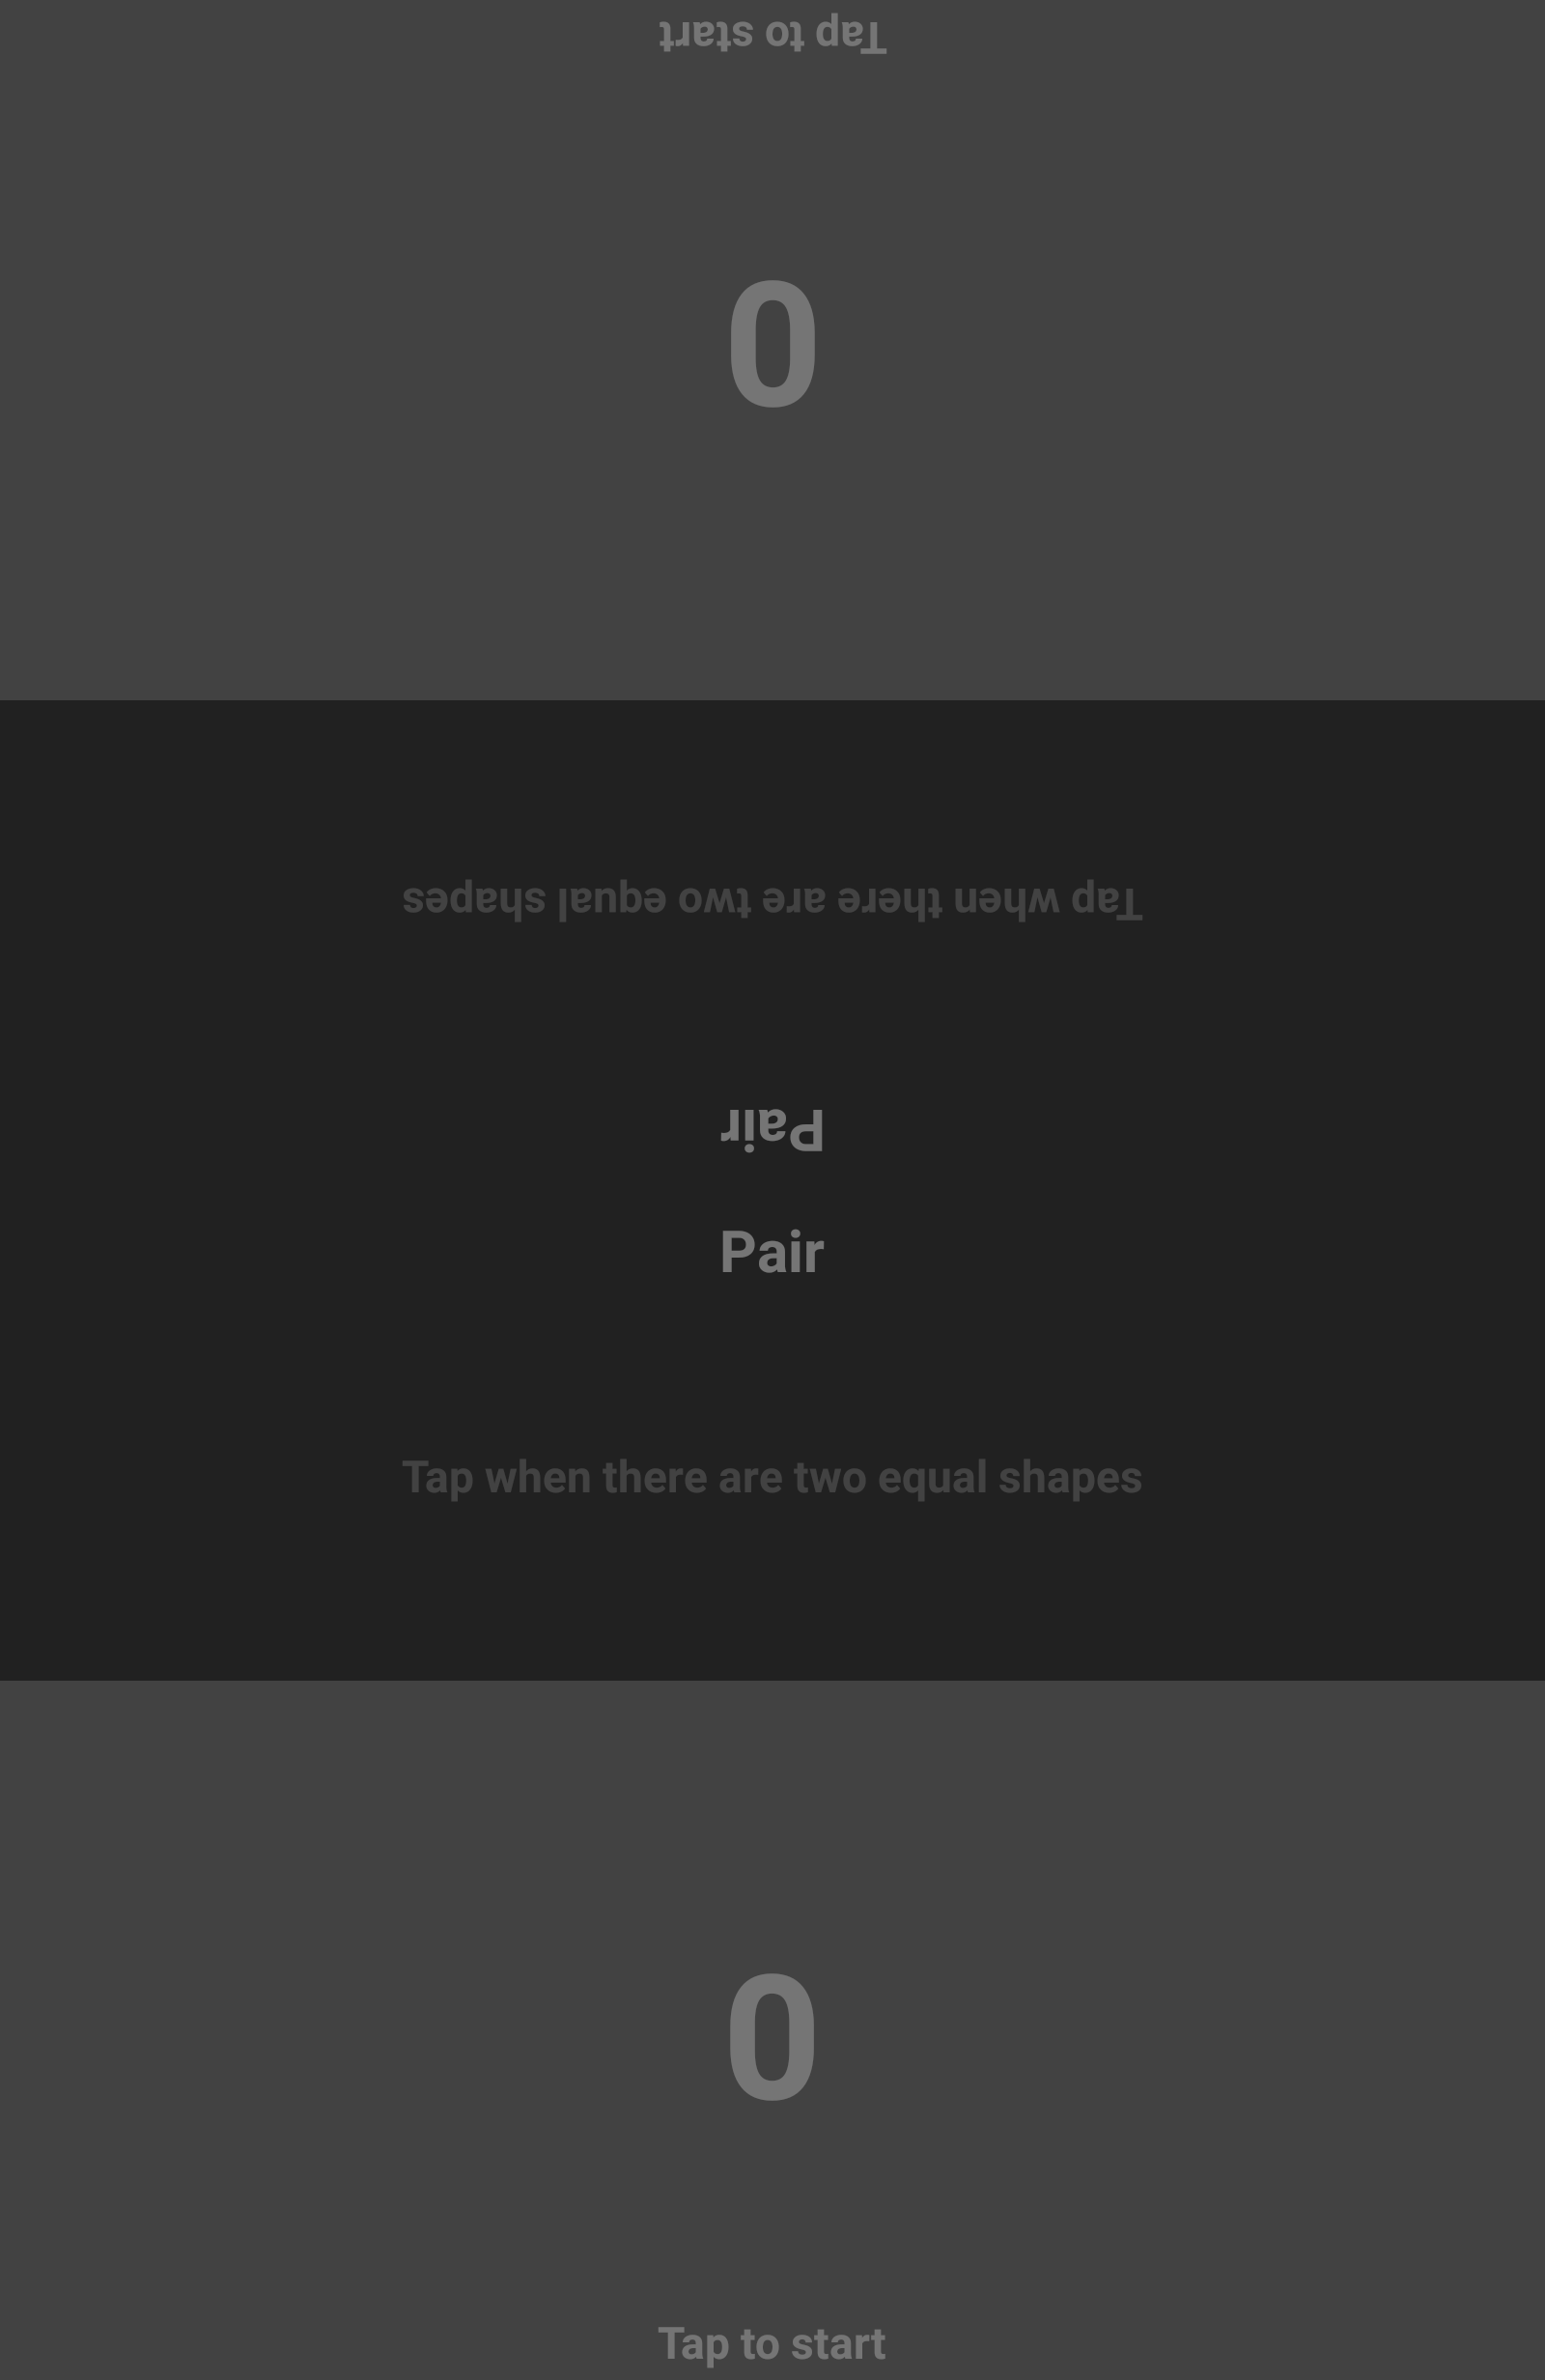 Tap to start
0
Tap when there are two equal shapes
Pair
Pair
Tap when there are two equal shapes
0
Tap to start